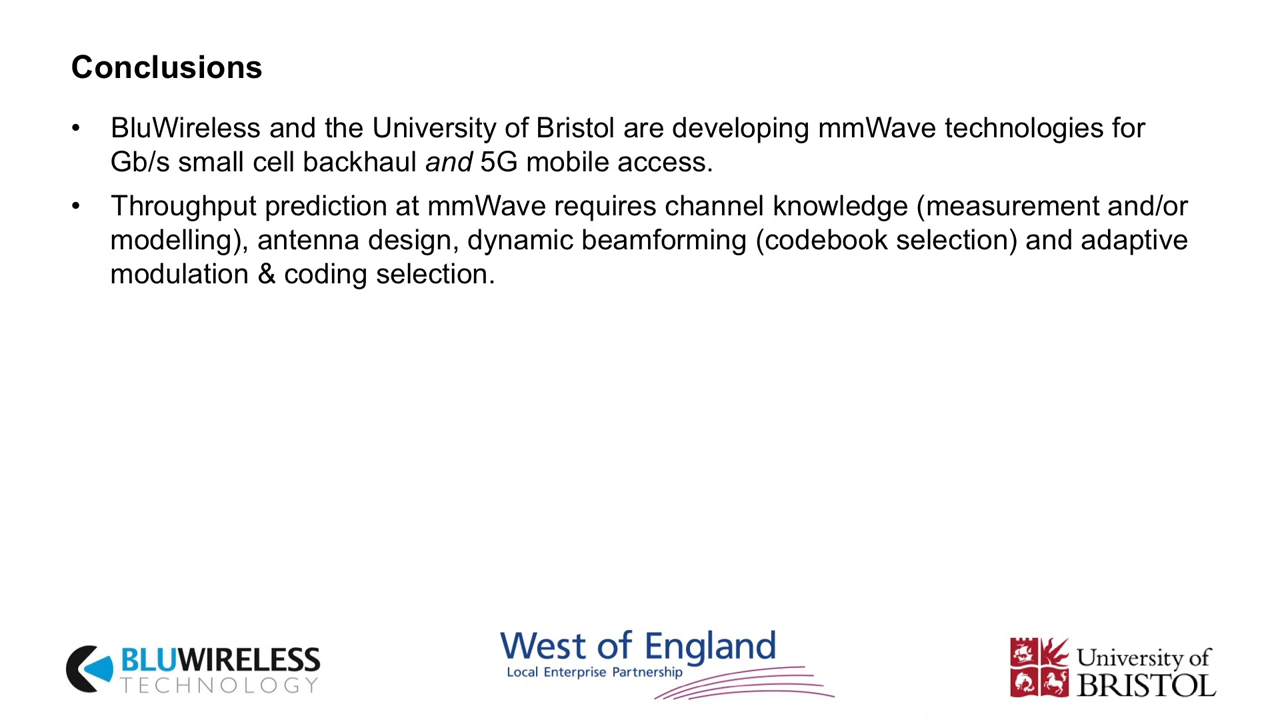 Conclusions
• BluWireless and the University of Bristol are developing mmWave technologies for
Gb/s small cell backhaul and 5G mobile access.
• Throughput prediction at mmWave requires channel knowledge (measurement and/or
modelling), antenna design, dynamic beamforming (codebook selection) and adaptive
modulation & coding selection.
BLUWIRELESS
TECHNOLOGY
West of England
Local Enterprise Partnership
University of
BRISTOL